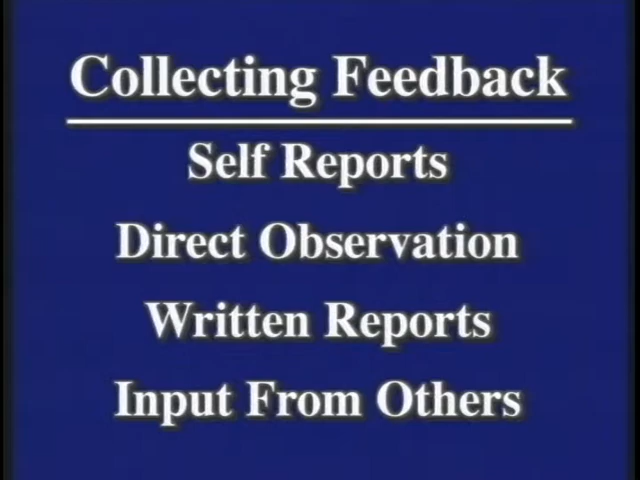 Collecting Feedback
Self Reports
Direct Observation
Written Reports
Input From Others